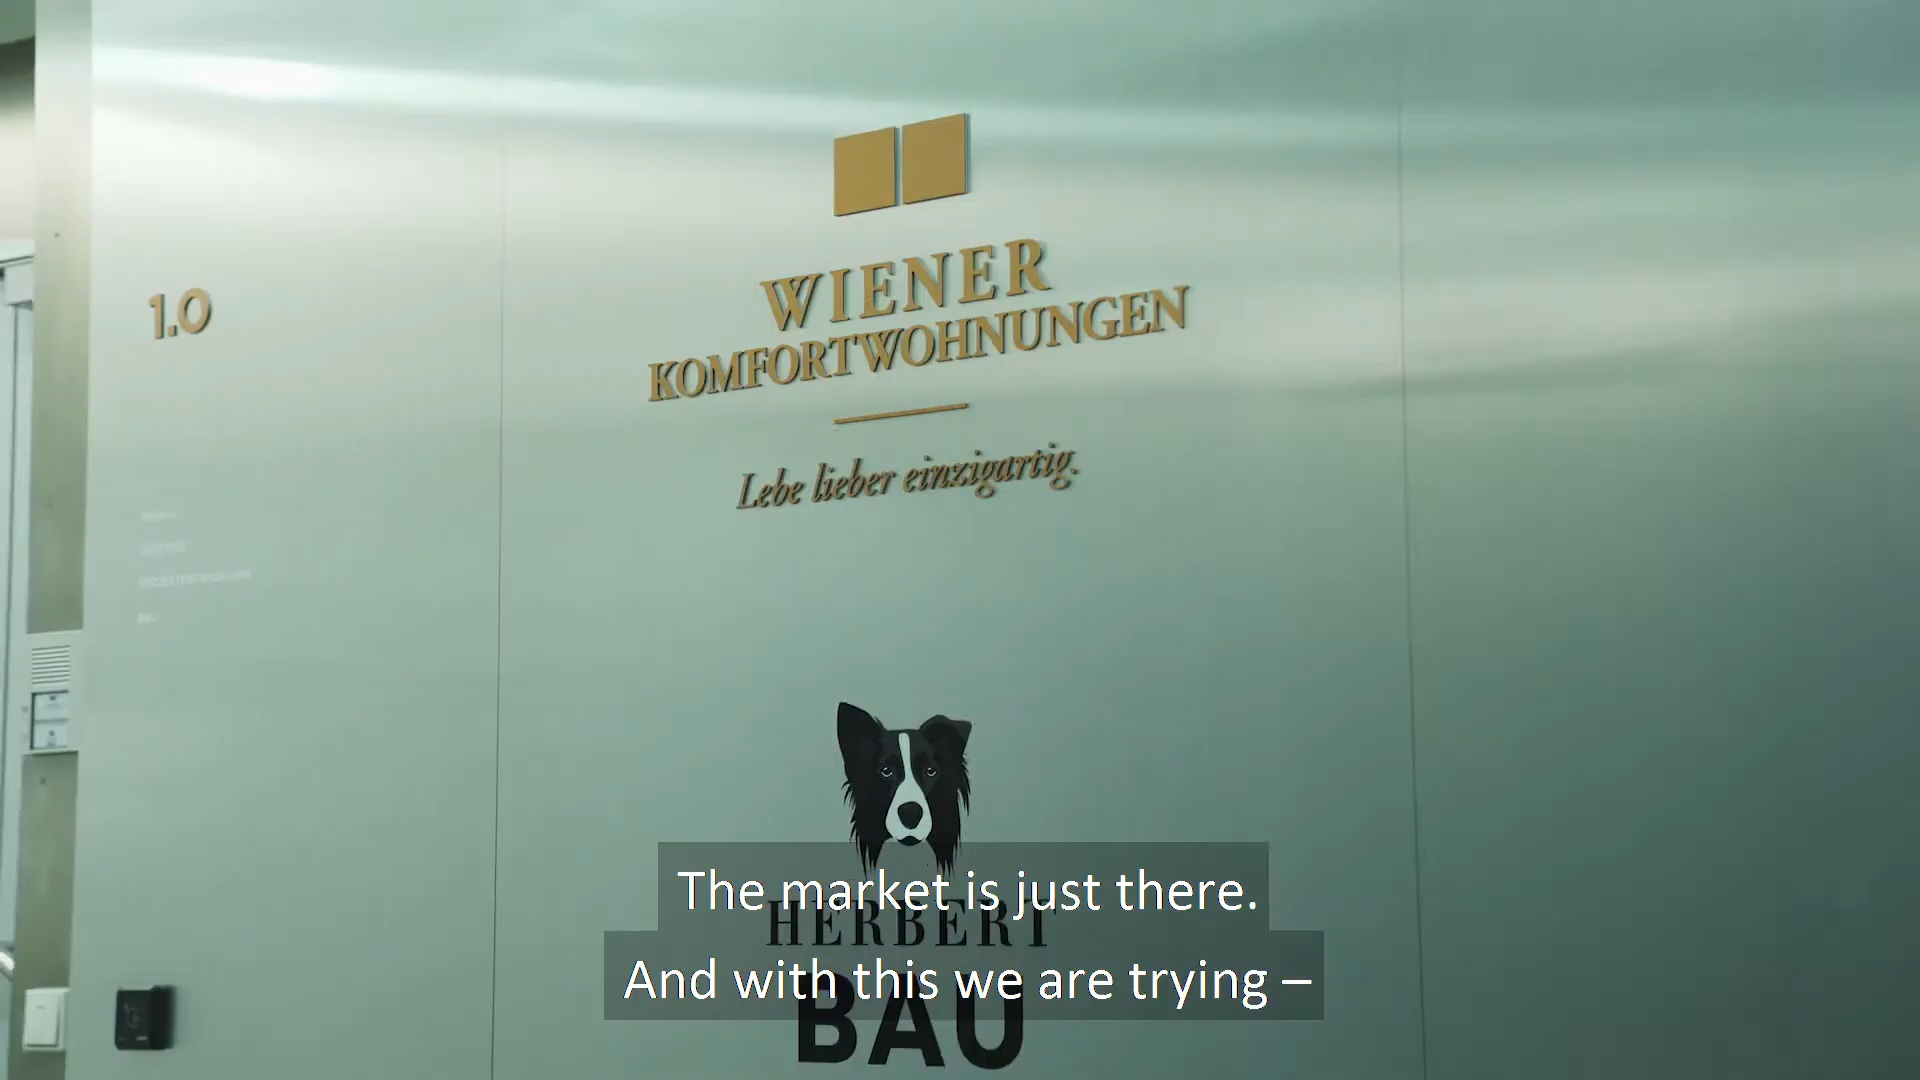 1.0
WIENER
KOMFORTWOHNUNGEN
Lebe lieber einzigartig.
BAU
HERBERT
BAU
The market is just there.
And with this we are trying –